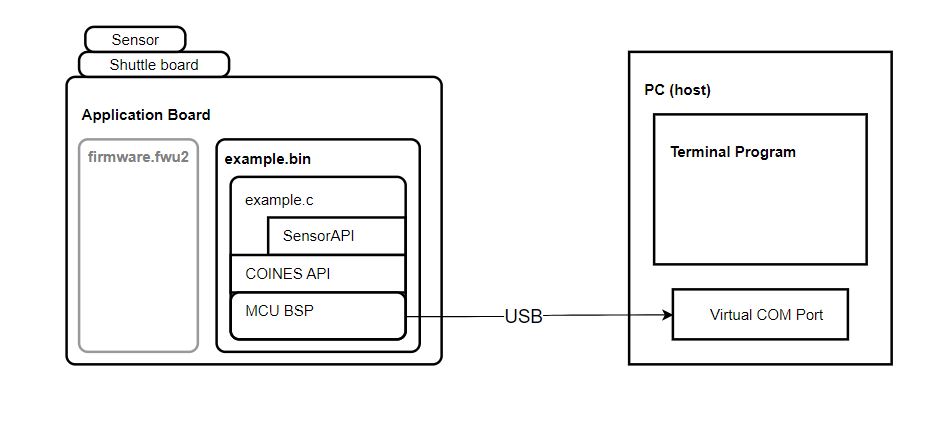 Sensor
Shuttle board
Application Board
firmware.fwu2
example.bin
example.c
SensorAPI
COINES API
MCU BSP
USB
PC (host)
Terminal Program
Virtual COM Port